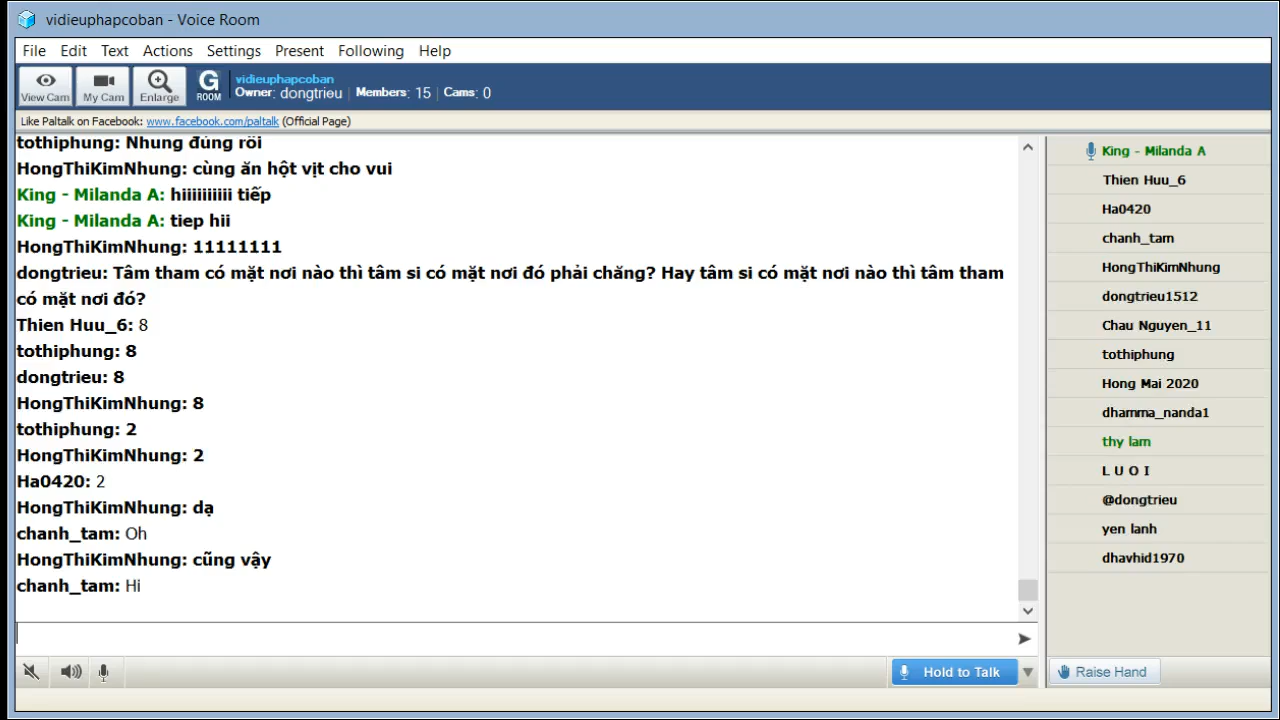 vidieuphapcoban - Voice Room
File Edit Text Actions Settings Present Following Help
View Cam My Cam Enlarge G ROOM
vidieuphapcoban
Owner: dongtrieu | Members: 15 | Cams: 0
Like Paltalk on Facebook: www.facebook.com/paltalk (Official Page)
tothiphung: Nhung đúng rồi
HongThiKimNhung: cùng ăn hột vịt cho vui
King - Milanda A: hiiiiiiiiii tiếp
King - Milanda A: tiep hii
HongThiKimNhung: 11111111
dongtrieu: Tâm tham có mặt nơi nào thì tâm si có mặt nơi đó phải chăng? Hay tâm si có mặt nơi nào thì tâm tham
có mặt nơi đó?
Thien Huu_6: 8
tothiphung: 8
dongtrieu: 8
HongThiKimNhung: 8
tothiphung: 2
HongThiKimNhung: 2
Ha0420: 2
HongThiKimNhung: dạ
chanh_tam: Oh
HongThiKimNhung: cũng vậy
chanh_tam: Hi
Hold to Talk
King - Milanda A
Thien Huu_6
Ha0420
chanh_tam
HongThiKimNhung
dongtrieu1512
Chau Nguyen_11
tothiphung
Hong Mai 2020
dhamma_nanda1
thy lam
L U O I
@dongtrieu
yen lanh
dhavhid1970
Raise Hand